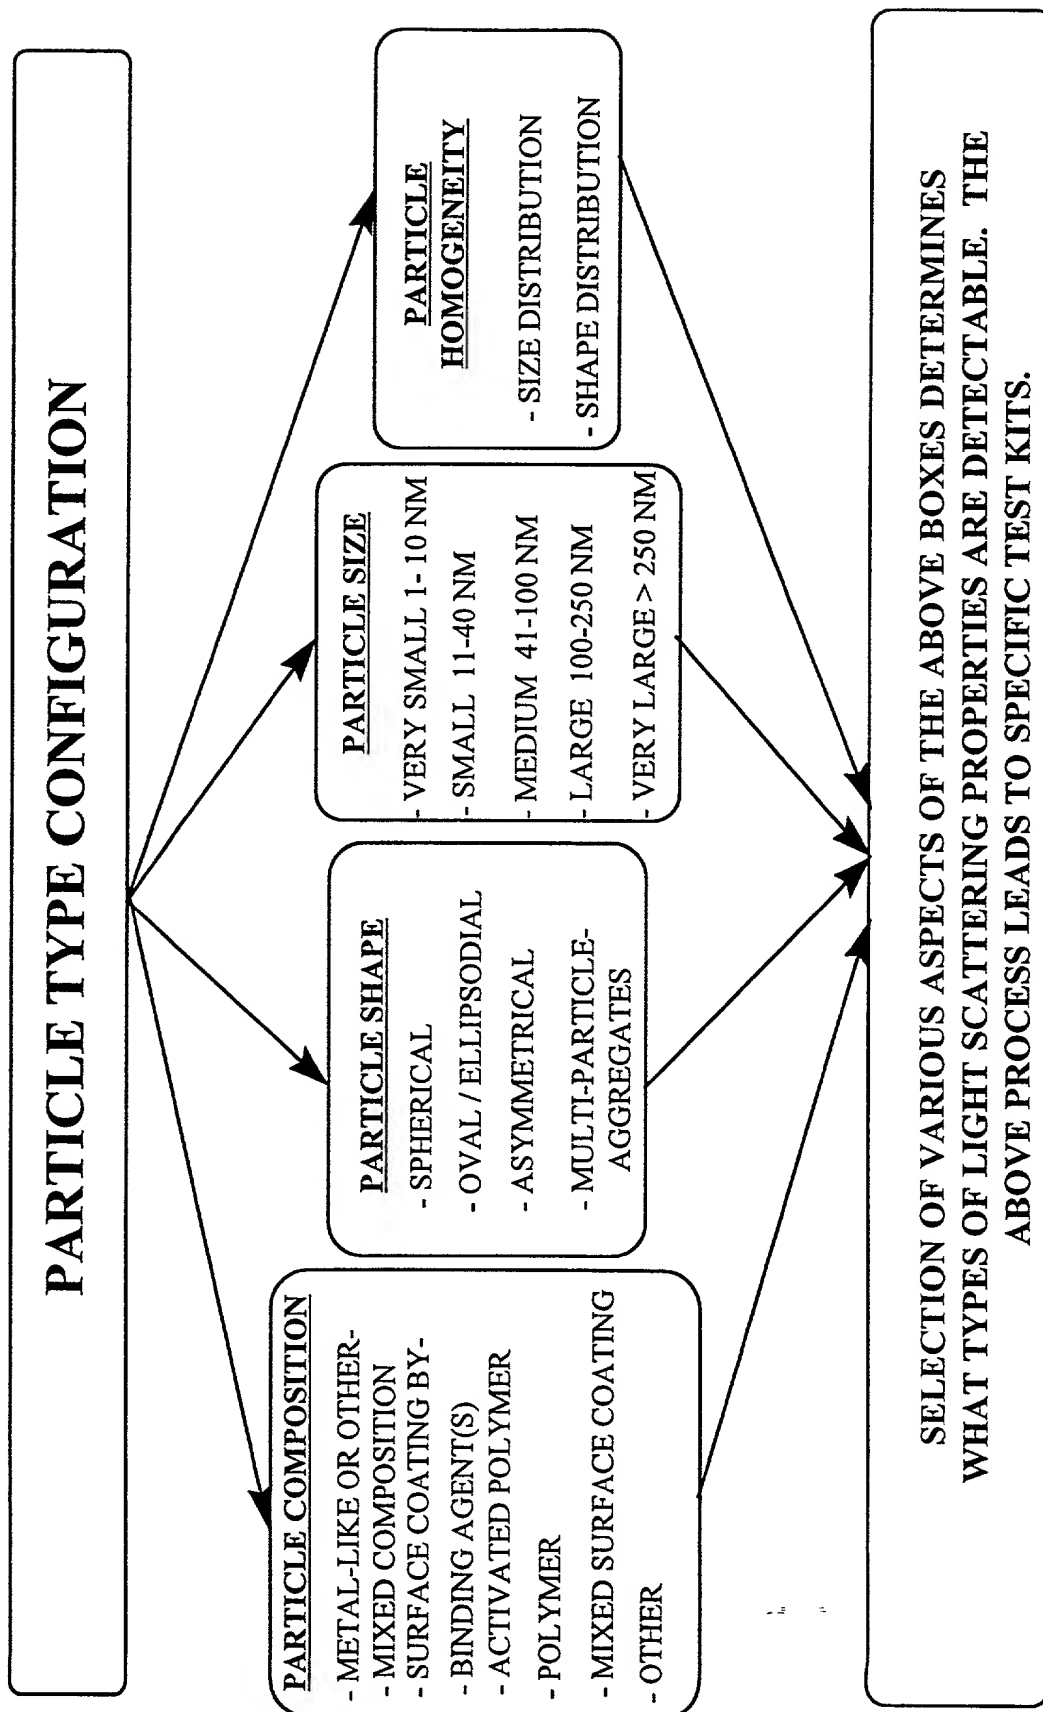 PARTICLE TYPE CONFIGURATION
PARTICLE COMPOSITION
- METAL-LIKE OR OTHER-
- MIXED COMPOSITION
- SURFACE COATING BY-
- BINDING AGENT(S)
- ACTIVATED POLYMER
- POLYMER
- MIXED SURFACE COATING
- OTHER
PARTICLE SHAPE
- SPHERICAL
- OVAL / ELLIPSODIAL
- ASYMMETRICAL
- MULTI-PARTICLE-
AGGREGATES
PARTICLE SIZE
- VERY SMALL 1- 10 NM
- SMALL 11-40 NM
- MEDIUM 41-100 NM
- LARGE 100-250 NM
- VERY LARGE > 250 NM
PARTICLE
HOMOGENEITY
- SIZE DISTRIBUTION
- SHAPE DISTRIBUTION
SELECTION OF VARIOUS ASPECTS OF THE ABOVE BOXES DETERMINES
WHAT TYPES OF LIGHT SCATTERING PROPERTIES ARE DETECTABLE. THE
ABOVE PROCESS LEADS TO SPECIFIC TEST KITS.